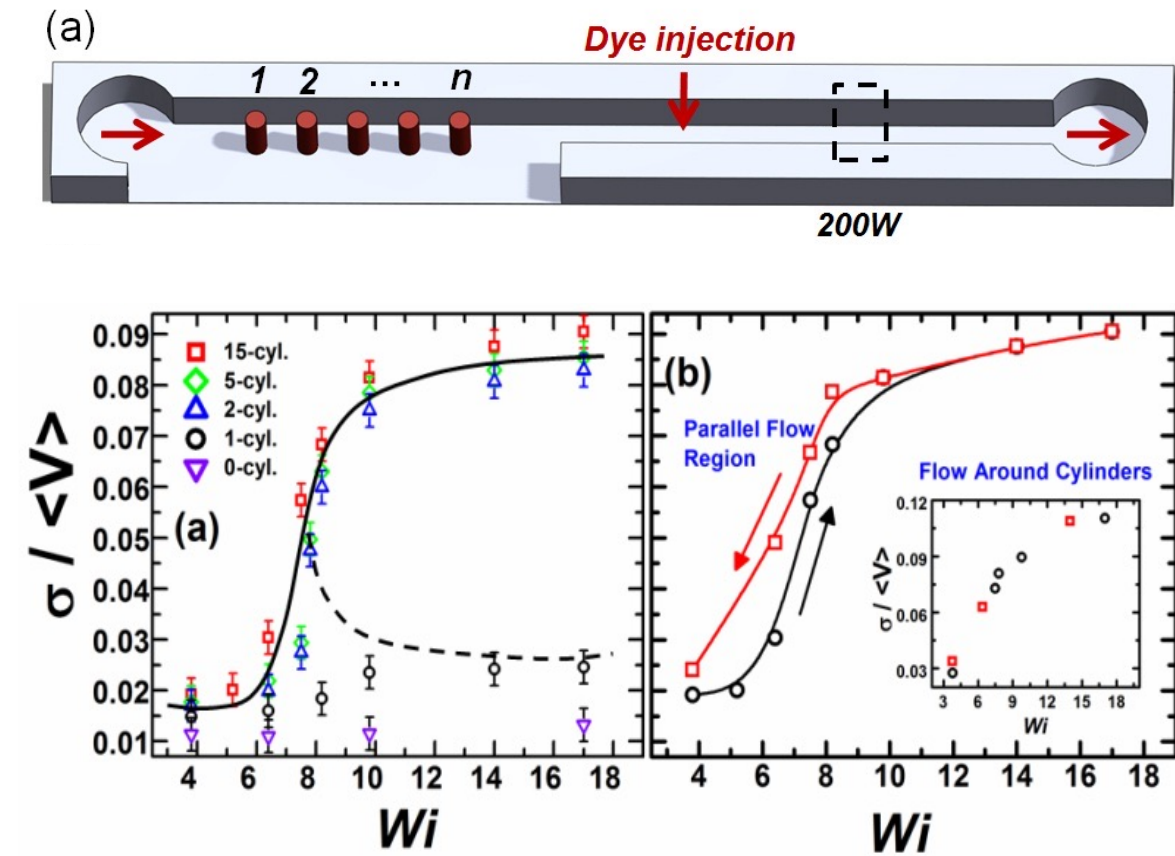 (a)
Dye injection
1 2 ... n
200W
σ / <V>
0.09
0.08
0.07
0.06
0.05
0.04
0.03
0.02
0.01
15-cyl.
5-cyl.
2-cyl.
1-cyl.
0-cyl.
(a)
4 6 8 10 12 14 16 18
Wi
(b)
Parallel Flow
Region
Flow Around Cylinders
σ / <V>
0.12
0.09
0.06
0.03
3 6 9 12 15 18
Wi
4 6 8 10 12 14 16 18
Wi